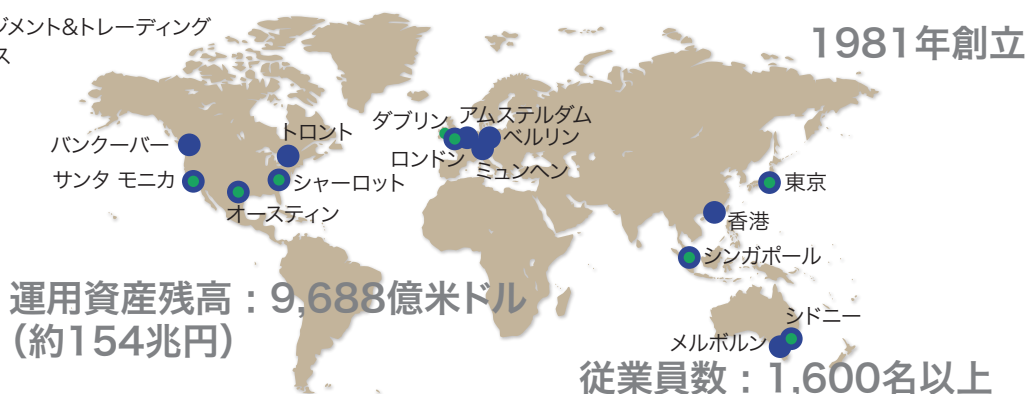 ジメント&トレーディング
ス
1981年創立
ダブリン
アムステルダム
ベルリン
ロンドン
ミュンヘン
バンクーバー
トロント
サンタ モニカ
シャーロット
オースティン
東京
香港
シンガポール
運用資産残高:9,688億米ドル
(約154兆円)
シドニー
メルボルン
従業員数:1,600名以上